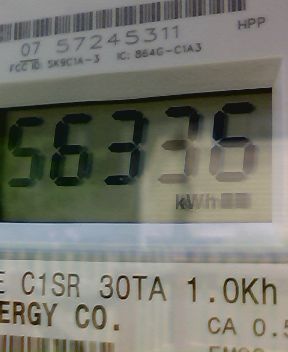 HPP
07 57245311
FCC ID: SK9C1A-3 IC: 864G-C1A3
56336
kWh
E C1SR 30TA 1.0Kh
ERGY CO.
CA 0.5